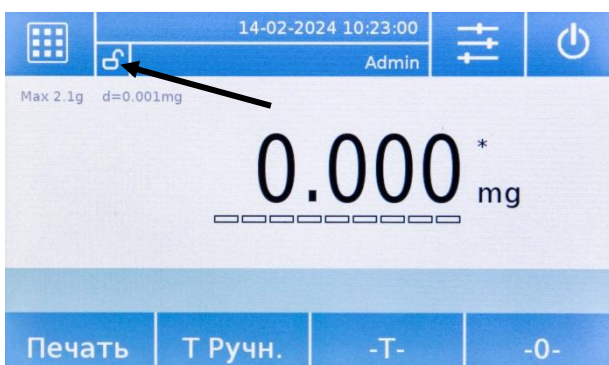 14-02-2024 10:23:00
Admin
Max 2.1g d=0.001mg
0.000 * mg
Печать Т Ручн. -T- -0-